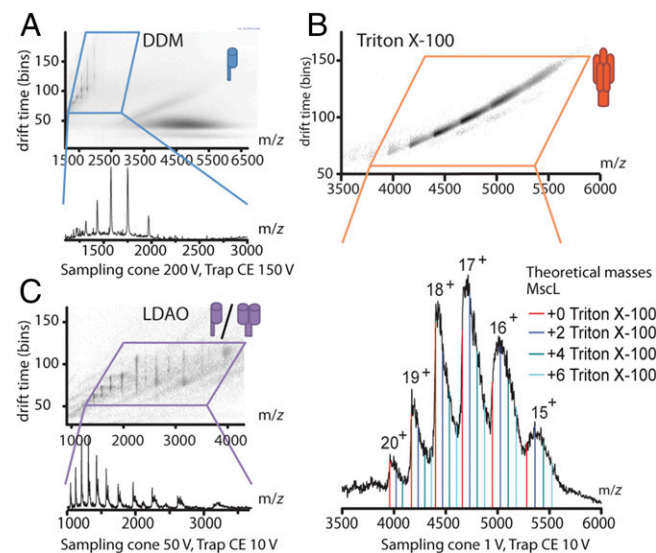 A
DDM
drift time (bins)
150
100
50
m/z
1500 2500 3500 4500 5500 6500
1500 2000 2500 3000
m/z
Sampling cone 200 V, Trap CE 150 V
B
Triton X-100
drift time (bins)
150
100
50
m/z
3500 4000 4500 5000 5500 6000
17+
18+
16+
19+
15+
20+
Theoretical masses
MscL
+0 Triton X-100
+2 Triton X-100
+4 Triton X-100
+6 Triton X-100
m/z
3500 4000 4500 5000 5500 6000
Sampling cone 1 V, Trap CE 10 V
C
LDAO
drift time (bins)
150
100
50
m/z
1000 2000 3000 4000
m/z
1000 2000 3000
Sampling cone 50 V, Trap CE 10 V